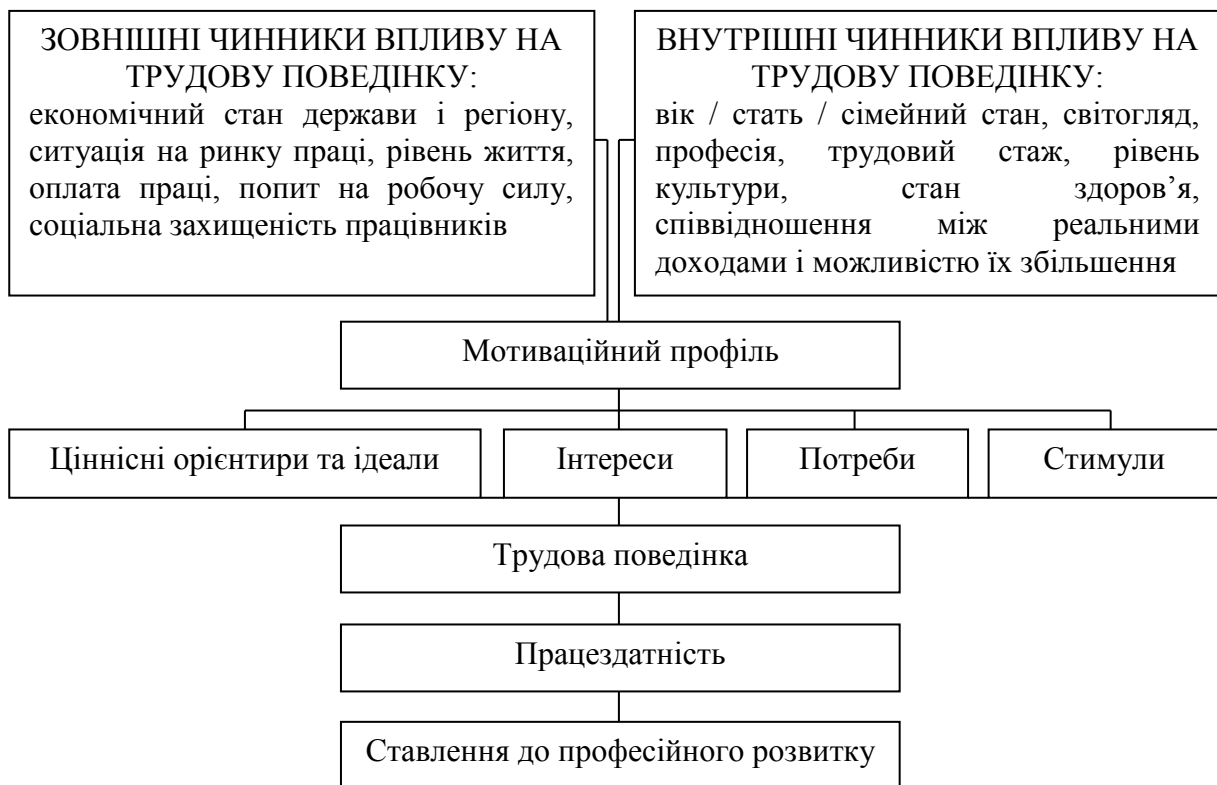 ЗОВНІШНІ ЧИННИКИ ВПЛИВУ НА
ТРУДОВУ ПОВЕДІНКУ:
економічний стан держави і регіону,
ситуація на ринку праці, рівень життя,
оплата праці, попит на робочу силу,
соціальна захищеність працівників
ВНУТРІШНІ ЧИННИКИ ВПЛИВУ НА
ТРУДОВУ ПОВЕДІНКУ:
вік / стать / сімейний стан, світогляд,
професія, трудовий стаж, рівень
культури, стан здоров’я,
співвідношення між реальними
доходами і можливістю їх збільшення
Мотиваційний профіль
Ціннісні орієнтири та ідеали
Інтереси
Потреби
Стимули
Трудова поведінка
Працездатність
Ставлення до професійного розвитку